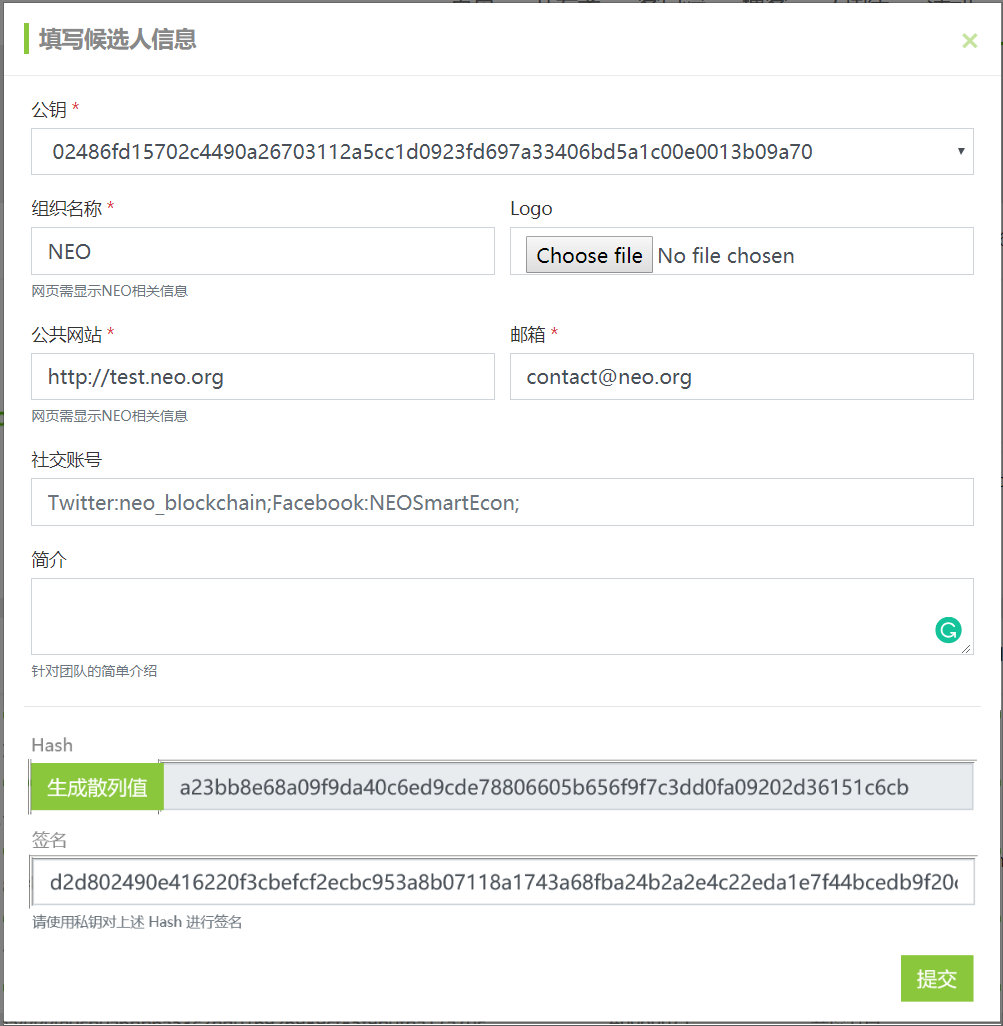 填写候选人信息 ×
公钥 *
02486fd15702c4490a26703112a5cc1d0923fd697a33406bd5a1c00e0013b09a70
组织名称 * Logo
NEO Choose file No file chosen
网页需显示NEO相关信息
公共网站 * 邮箱 *
http://test.neo.org contact@neo.org
网页需显示NEO相关信息
社交账号
Twitter:neo_blockchain;Facebook:NEOSmartEcon;
简介
针对团队的简单介绍
Hash
生成散列值 a23bb8e68a09f9da40c6ed9cde78806605b656f9f7c3dd0fa09202d36151c6cb
签名
d2d802490e416220f3cbefcf2ecbc953a8b07118a1743a68fba24b2a2e4c22eda1e7f44bcedb9f20
请使用私钥对上述 Hash 进行签名
提交